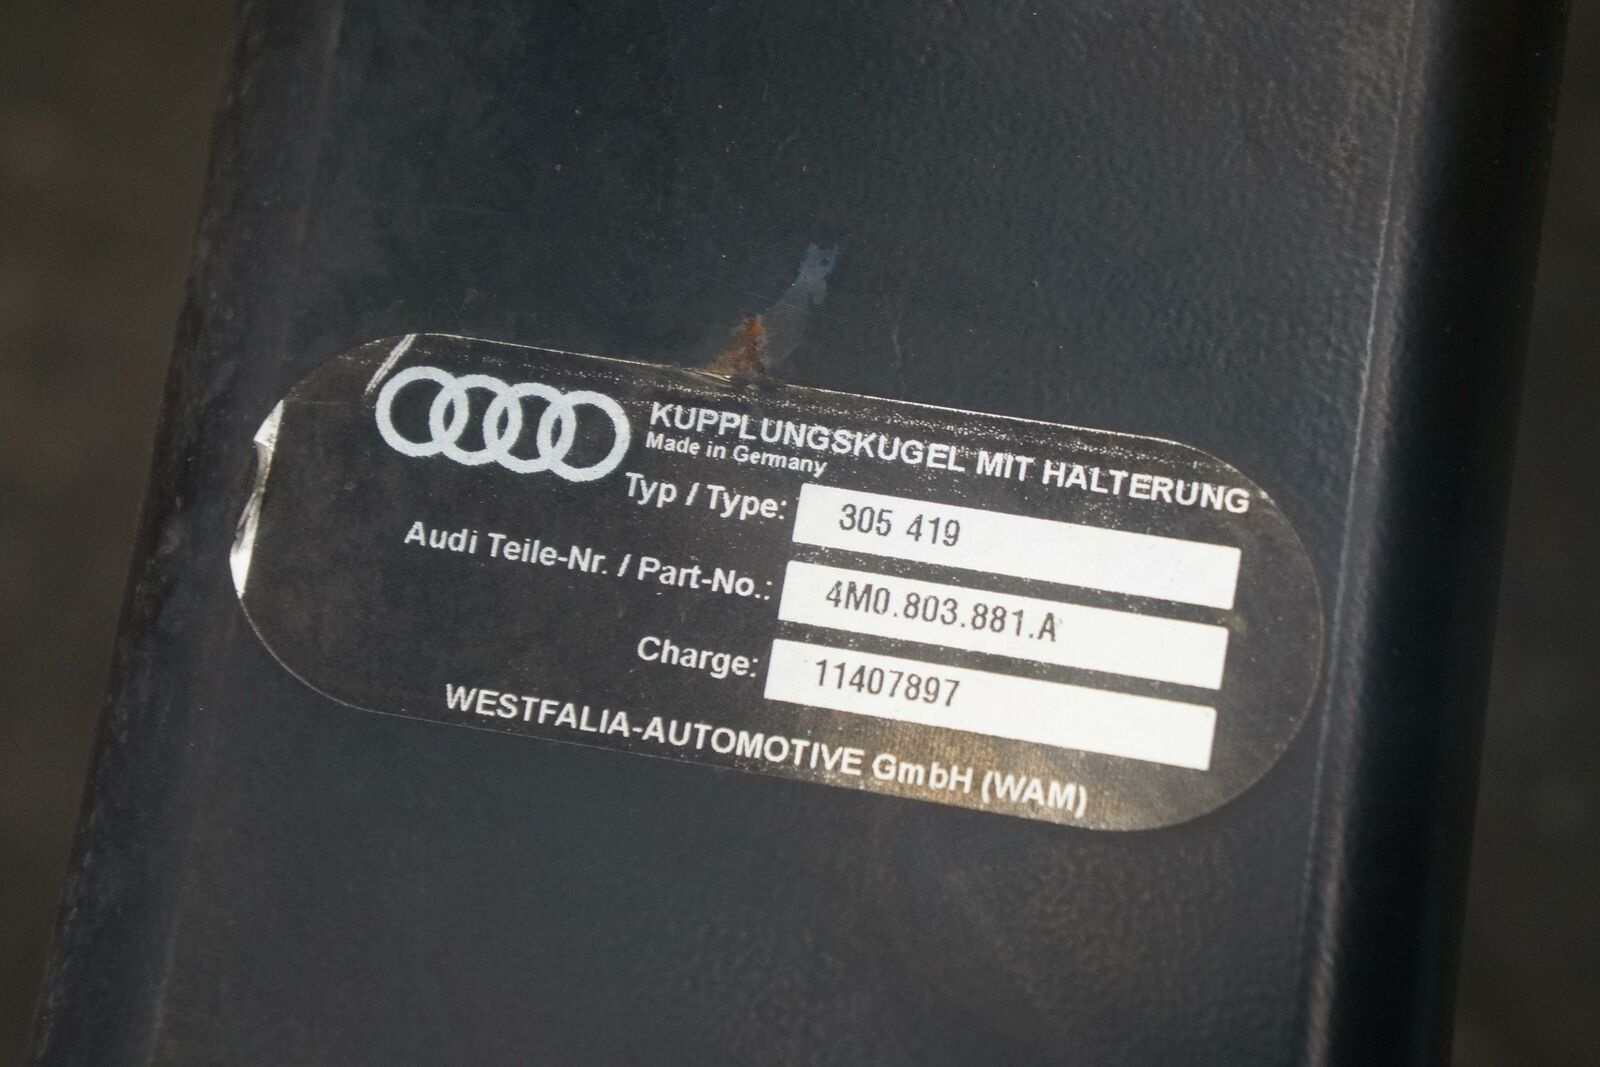 KUPPLUNGSKUGEL MIT HALTERUNG
Made in Germany
Typ / Type: 305 419
Audi Teile-Nr. / Part-No.: 4M0.803.881.A
Charge: 11407897
WESTFALIA-AUTOMOTIVE GmbH (WAM)